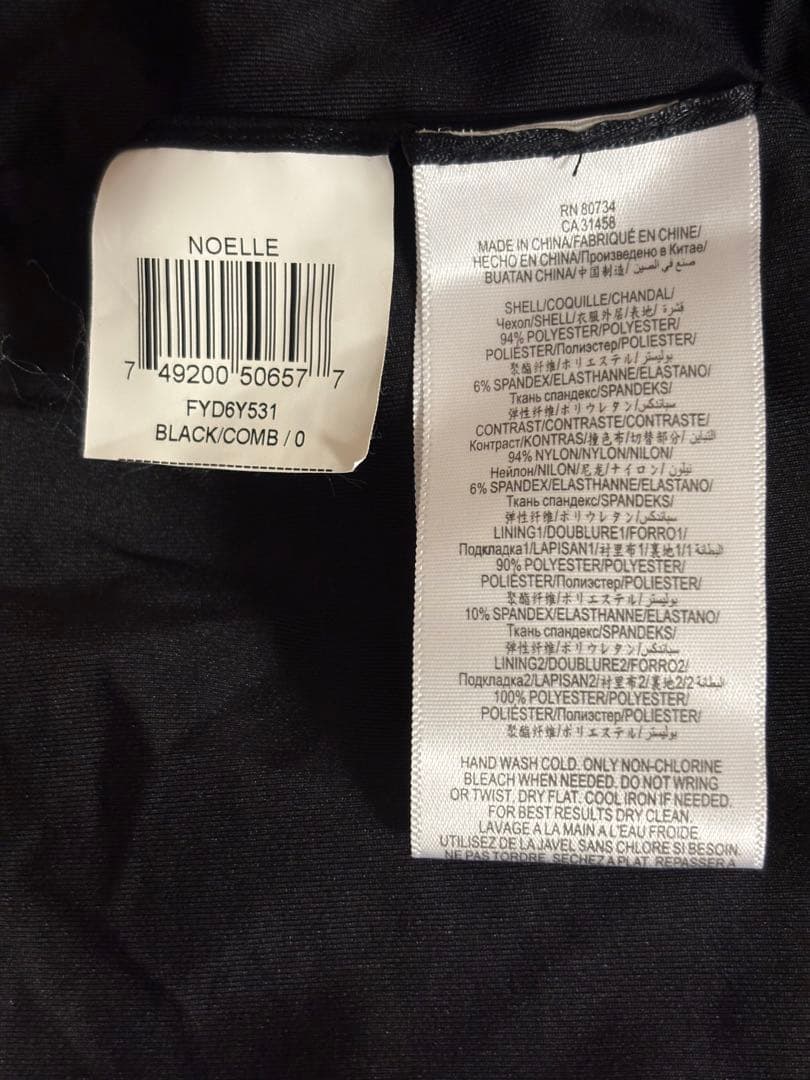 NOELLE
7 49200 50657 7
FYD6Y531
BLACK/COMB / 0
RN 80734
CA 31458
MADE IN CHINA/FABRIQUÉ EN CHINE/
HECHO EN CHINA/Произведено в Китае/
BUATAN CHINA/中国制造/ صنع في الصين
SHELL/COQUILLE/CHANDAL/
Чехол/SHELL/衣服外层/表地/ قشرة
94% POLYESTER/POLYESTER/
POLIÉSTER/Полиэстер/POLIESTER/
聚酯纤维/ポリエステル/ بوليستر
6% SPANDEX/ELASTHANNE/ELASTANO/
Ткань спандекс/SPANDEKS/
弹性纤维/ポリウレタン/سباندكس
CONTRAST/CONTRASTE/CONTRASTE/
Контраст/KONTRAS/撞色布/切替部分/ التباين
94% NYLON/NYLON/NILON/
Нейлон/NILON/尼龙/ナイロン/ نيلون
6% SPANDEX/ELASTHANNE/ELASTANO/
Ткань спандекс/SPANDEKS/
弹性纤维/ポリウレタン/سباندكس
LINING1/DOUBLURE1/FORRO1/
Подкладка1/LAPISAN1/衬里布1/裏地1/البطانة1
90% POLYESTER/POLYESTER/
POLIÉSTER/Полиэстер/POLIESTER/
聚酯纤维/ポリエステル/ بوليستر
10% SPANDEX/ELASTHANNE/ELASTANO/
Ткань спандекс/SPANDEKS/
弹性纤维/ポリウレタン/سباندكس
LINING2/DOUBLURE2/FORRO2/
Подкладка2/LAPISAN2/衬里布2/裏地2/البطانة2
100% POLYESTER/POLYESTER/
POLIÉSTER/Полиэстер/POLIESTER/
聚酯纤维/ポリエステル/ بوليستر
HAND WASH COLD. ONLY NON-CHLORINE
BLEACH WHEN NEEDED. DO NOT WRING
OR TWIST. DRY FLAT. COOL IRON IF NEEDED.
FOR BEST RESULTS DRY CLEAN.
LAVAGE A LA MAIN A L'EAU FROIDE.
UTILISEZ DE LA JAVEL SANS CHLORE SI BESOIN.
NE PAS TORDRE. SECHEZ A PLAT. REPASSER A